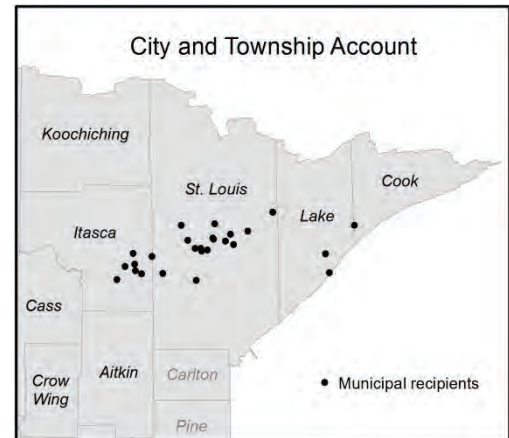 City and Township Account
Koochiching
St. Louis
Cook
Lake
Itasca
Cass
Aitkin
Carlton
Crow
Wing
Municipal recipients
Pine